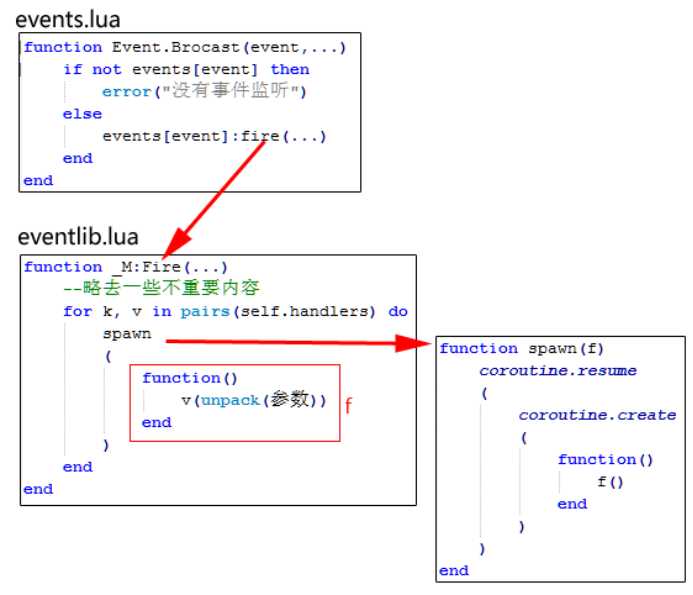 events.lua
function Event.Brocast(event,...)
if not events[event] then
error("没有事件监听")
else
events[event]:fire(...)
end
end
eventlib.lua
function _M:Fire(...)
--略去一些不重要内容
for k, v in pairs(self.handlers) do
spawn
(
function()
v(unpack(参数))
end
f
)
end
end
function spawn(f)
coroutine.resume
(
coroutine.create
(
function()
f()
end
)
)
end